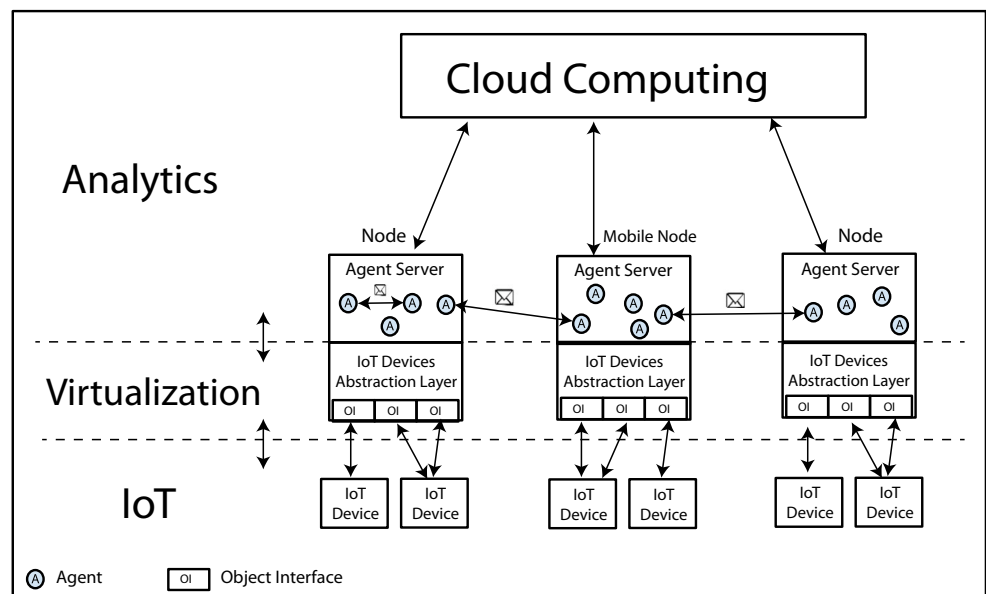 Cloud Computing
Analytics
Node
Mobile Node
Node
Agent Server
Agent Server
Agent Server
A
A
A
A
A
A
A
A
A
A
A
A
A
Virtualization
IoT Devices
Abstraction Layer
IoT Devices
Abstraction Layer
IoT Devices
Abstraction Layer
OI
OI
OI
OI
OI
OI
OI
OI
OI
IoT
IoT
Device
IoT
Device
IoT
Device
IoT
Device
IoT
Device
IoT
Device
A
Agent
OI
Object Interface